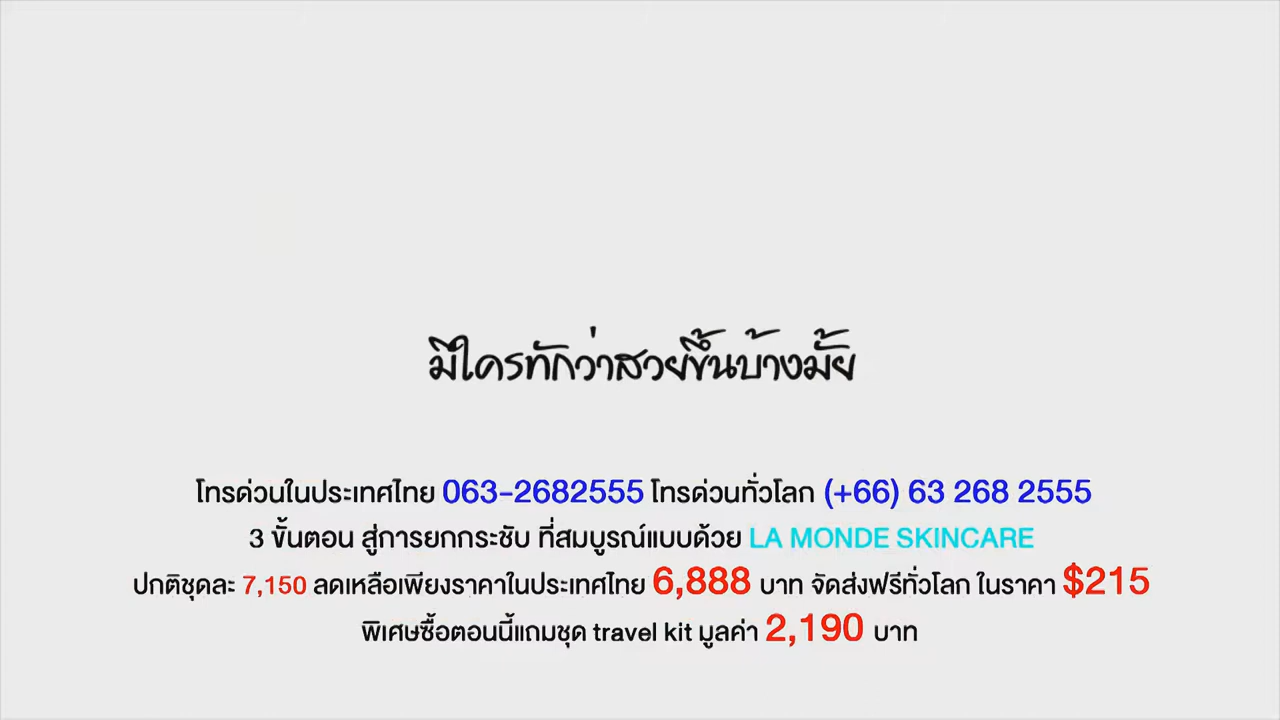 มีใครทักว่าสวยขึ้นบ้างมั้ย
โทรด่วนในประเทศไทย 063-2682555 โทรด่วนทั่วโลก (+66) 63 268 2555
3 ขั้นตอน สู่การยกกระชับ ที่สมบูรณ์แบบด้วย LA MONDE SKINCARE
ปกติชุดละ 7,150 ลดเหลือเพียงราคาในประเทศไทย 6,888 บาท จัดส่งฟรีทั่วโลก ในราคา $215
พิเศษซื้อตอนนี้แถมชุด travel kit มูลค่า 2,190 บาท